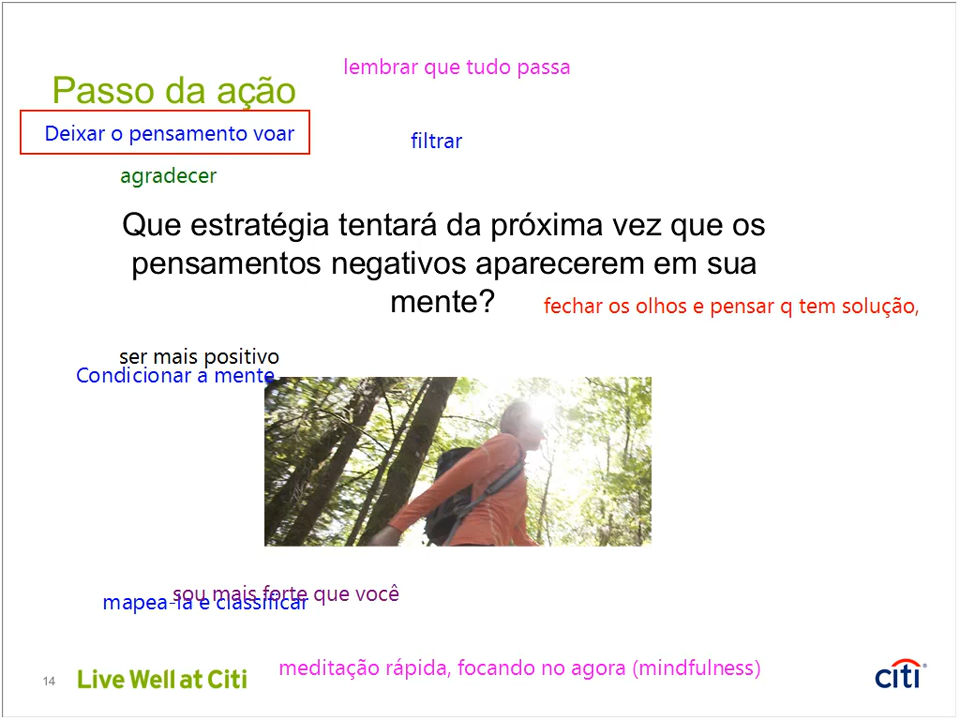 lembrar que tudo passa
Passo da ação
Deixar o pensamento voar
filtrar
agradecer
Que estratégia tentará da próxima vez que os
pensamentos negativos aparecerem em sua
mente?
fechar os olhos e pensar q tem solução,
ser mais positivo
Condicionar a mente
sou mais forte que você
mapea-la e classificar
meditação rápida, focando no agora (mindfulness)
14
Live Well at Citi
citi